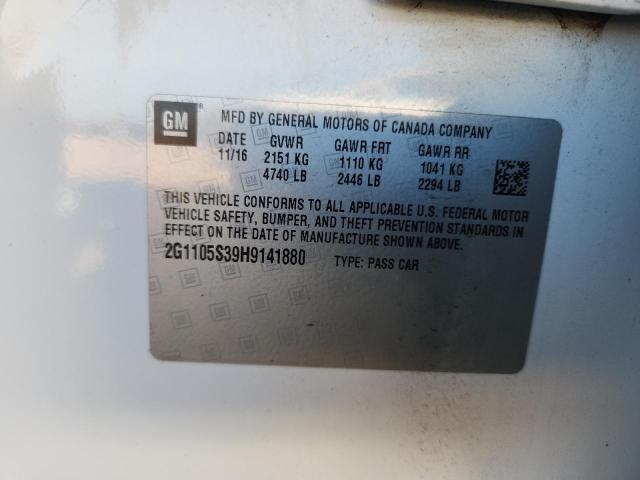 GM ® MFD BY GENERAL MOTORS OF CANADA COMPANY
DATE GVWR GAWR FRT GAWR RR
11/16 2151 KG 1110 KG 1041 KG
4740 LB 2446 LB 2294 LB
THIS VEHICLE CONFORMS TO ALL APPLICABLE U.S. FEDERAL MOTOR
VEHICLE SAFETY, BUMPER, AND THEFT PREVENTION STANDARDS IN
EFFECT ON THE DATE OF MANUFACTURE SHOWN ABOVE.
2G1105S39H9141880 TYPE: PASS CAR